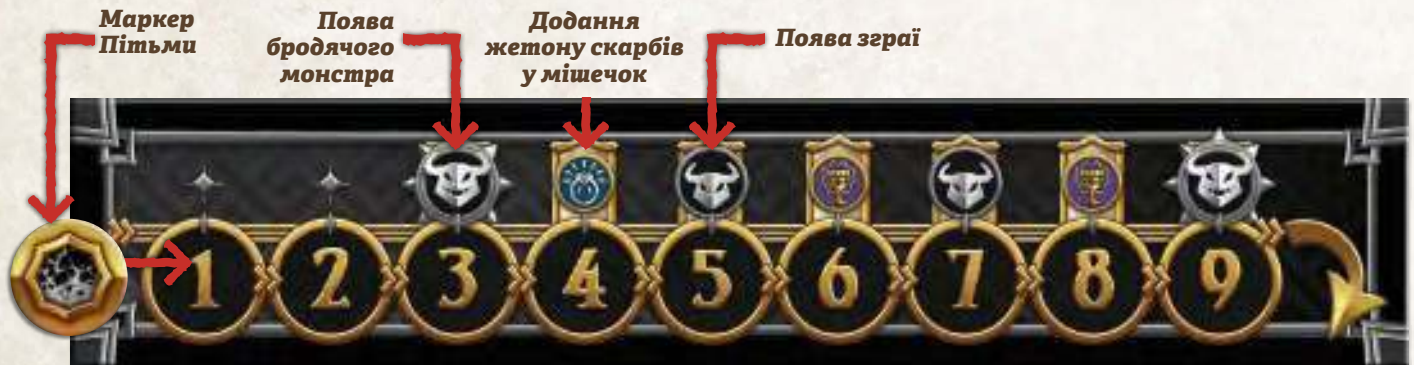 Маркер
Пітьми
Поява
бродячого
монстра
Додання
жетону скарбів
у мішечок
Поява зграї
1 2 3 4 5 6 7 8 9